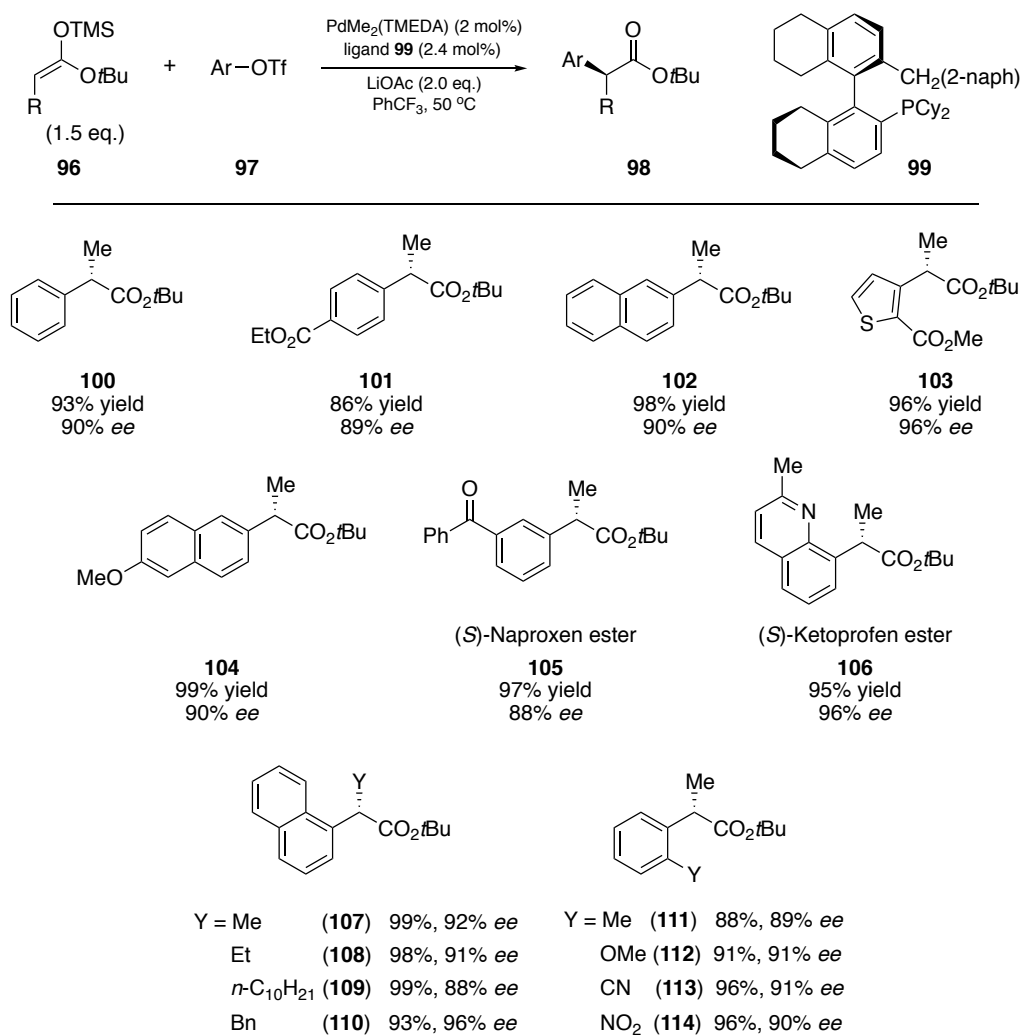 OTMS
OtBu
R
(1.5 eq.)
96
+
Ar–OTf
97
PdMe2(TMEDA) (2 mol%)
ligand 99 (2.4 mol%)
LiOAc (2.0 eq.)
PhCF3, 50 oC
O
Ar
OtBu
R
98
CH2(2-naph)
PCy2
99
Me
CO2tBu
100
93% yield
90% ee
Me
CO2tBu
EtO2C
101
86% yield
89% ee
Me
CO2tBu
102
98% yield
90% ee
Me
CO2tBu
S
CO2Me
103
96% yield
96% ee
Me
CO2tBu
MeO
104
99% yield
90% ee
O
Me
Ph
CO2tBu
(S)-Naproxen ester
105
97% yield
88% ee
Me
N
Me
CO2tBu
(S)-Ketoprofen ester
106
95% yield
96% ee
Y
CO2tBu
Y = Me (107) 99%, 92% ee
Et (108) 98%, 91% ee
n-C10H21 (109) 99%, 88% ee
Bn (110) 93%, 96% ee
Me
CO2tBu
Y
Y = Me (111) 88%, 89% ee
OMe (112) 91%, 91% ee
CN (113) 96%, 91% ee
NO2 (114) 96%, 90% ee